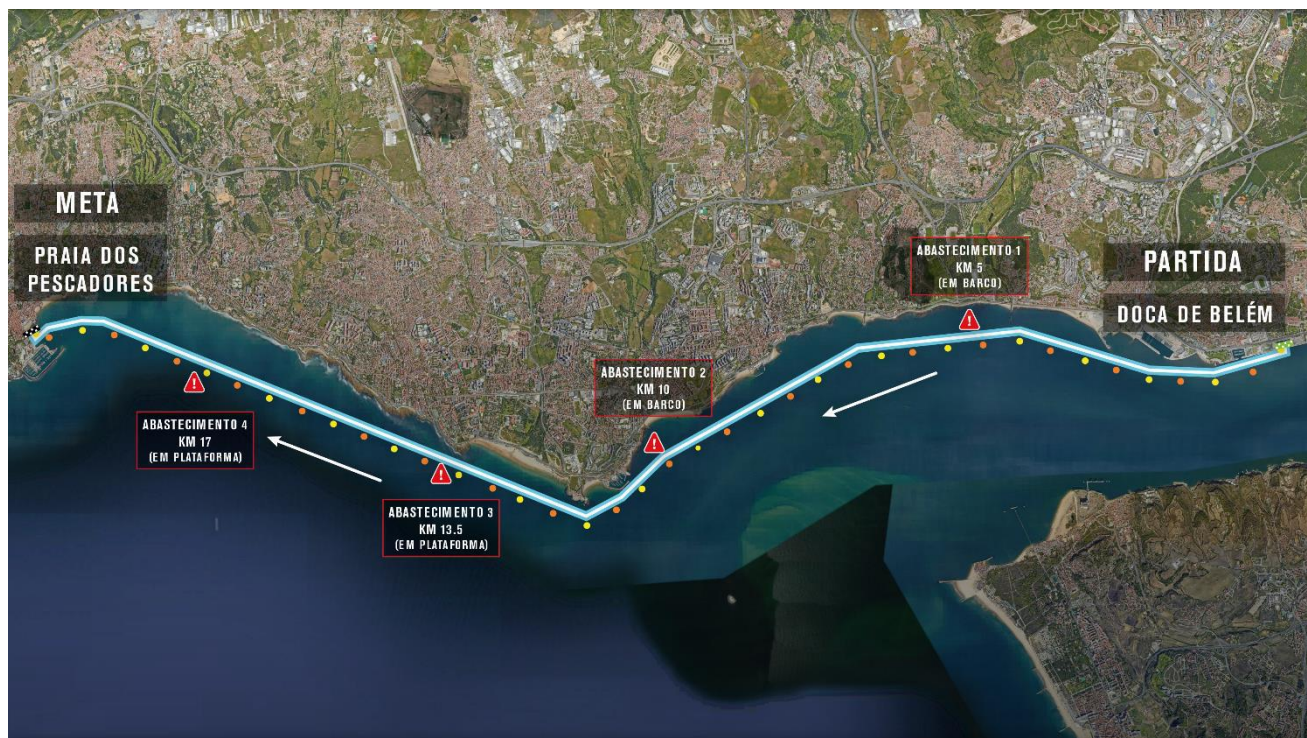 META
PRAIA DOS
PESCADORES
ABASTECIMENTO 1
KM 5
(EM BARCO)
PARTIDA
DOCA DE BELÉM
ABASTECIMENTO 2
KM 10
(EM BARCO)
ABASTECIMENTO 4
KM 17
(EM PLATAFORMA)
ABASTECIMENTO 3
KM 13.5
(EM PLATAFORMA)